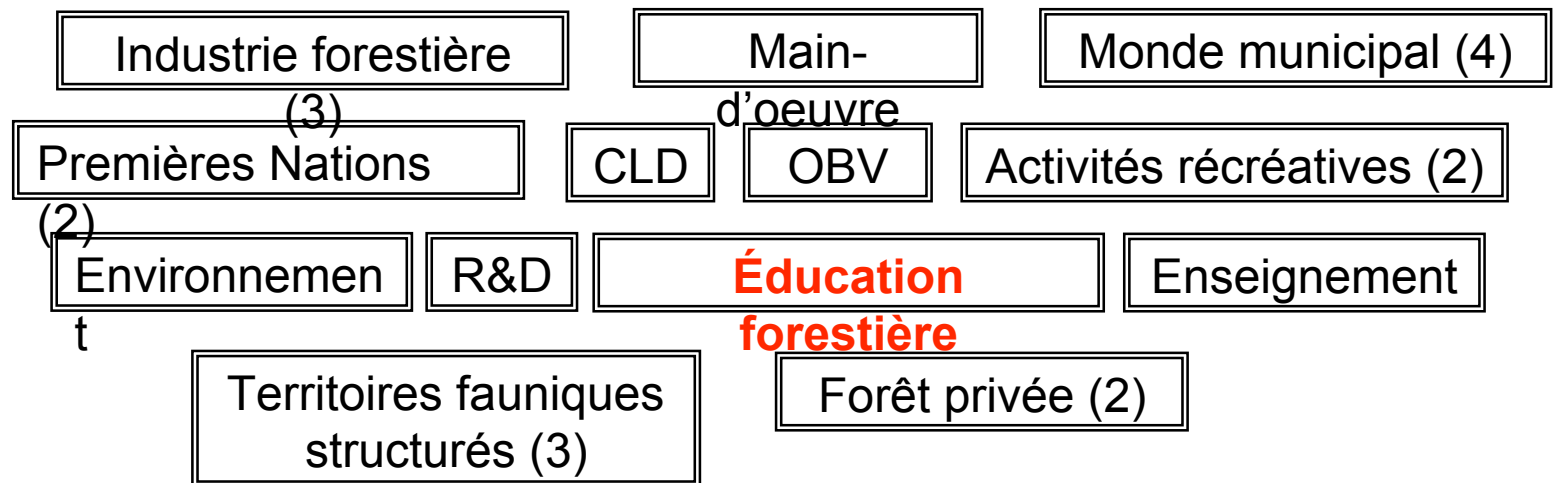 Industrie forestière
(3)
Main-
d’oeuvre
Monde municipal (4)
Premières Nations
(2)
CLD
OBV
Activités récréatives (2)
Environnemen
t
R&D
Éducation
forestière
Enseignement
Territoires fauniques
structurés (3)
Forêt privée (2)